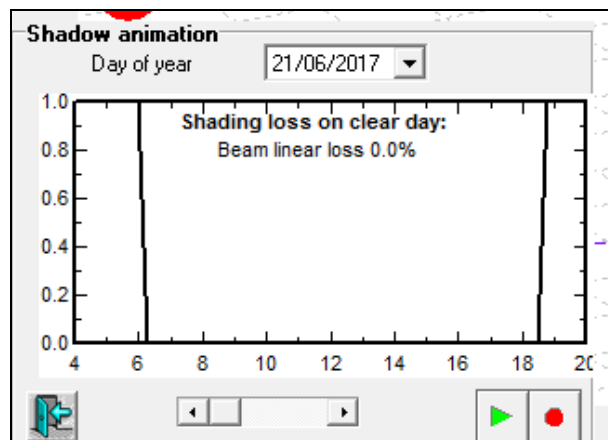 Shadow animation
Day of year 21/06/2017
1.0
Shading loss on clear day:
0.8
Beam linear loss 0.0%
0.6
0.4
0.2
0.0
4 6 8 10 12 14 16 18 20